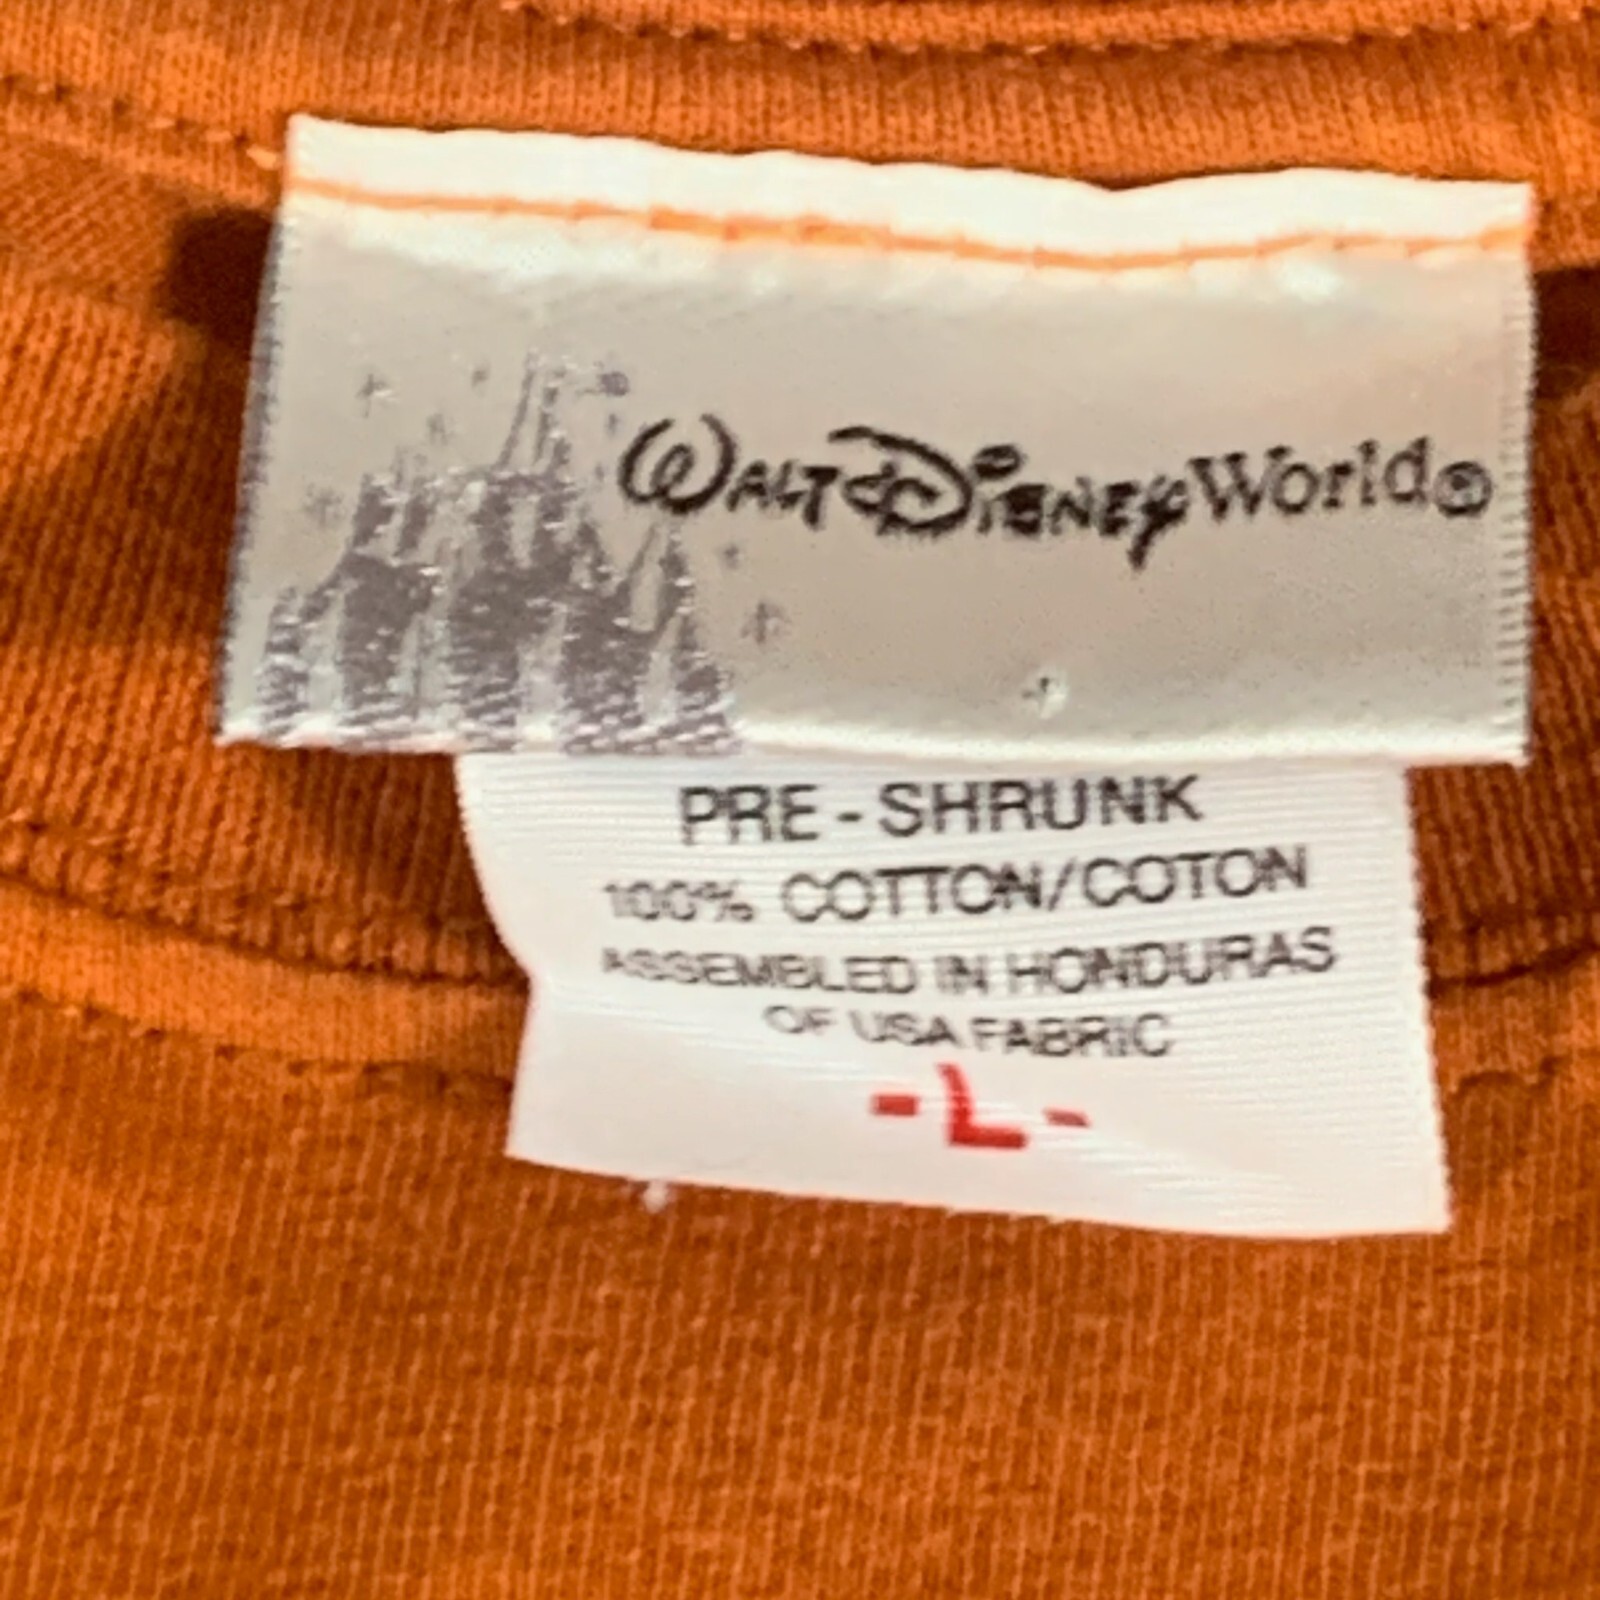 WALT DISNEY World®
PRE-SHRUNK
100% COTTON/COTON
ASSEMBLED IN HONDURAS
OF USA FABRIC
-L-